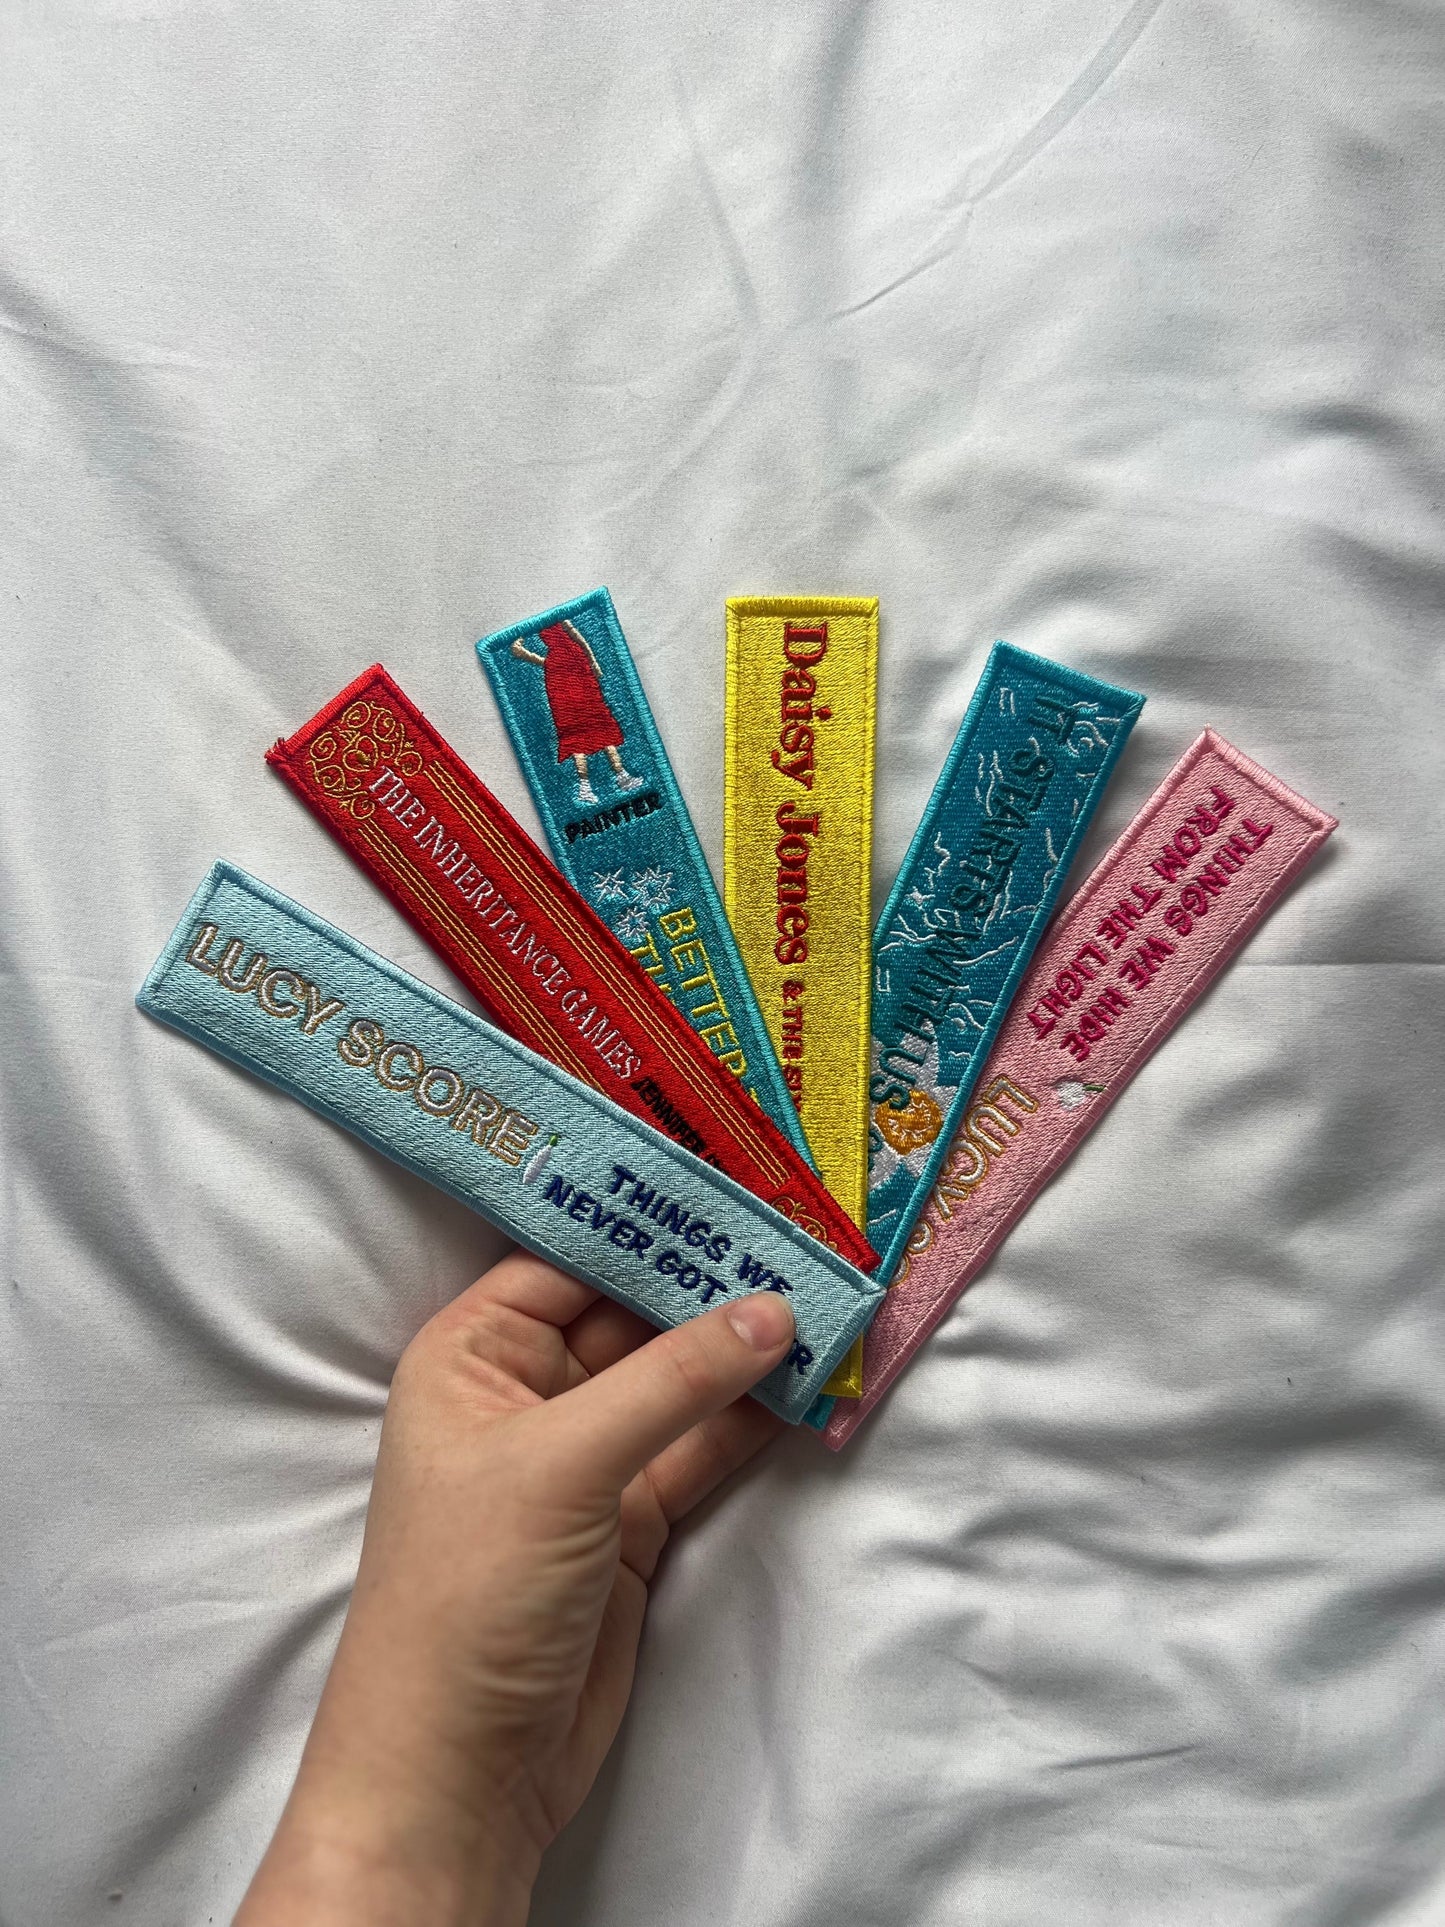 LUCY SCORE
THINGS WE
NEVER GOT
THE INHERITANCE GAMES
JENNIFER
PAINTER
BETTER
Daisy Jones
& THE
IT STARTS WITH US
THINGS WE HIDE
FROM THE LIGHT
LUCY